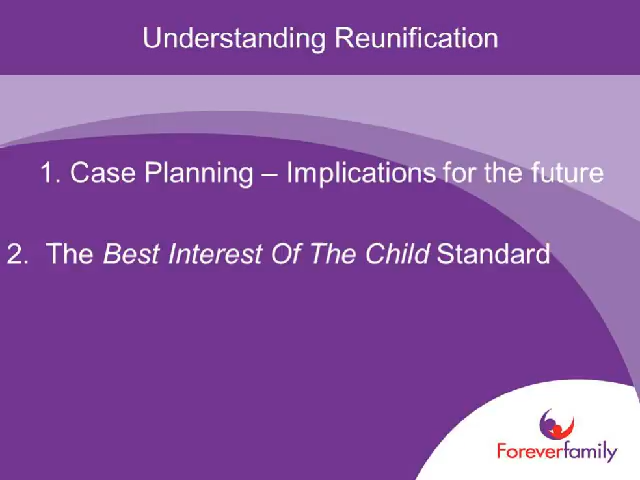 Understanding Reunification
1. Case Planning – Implications for the future
2. The Best Interest Of The Child Standard
Foreverfamily